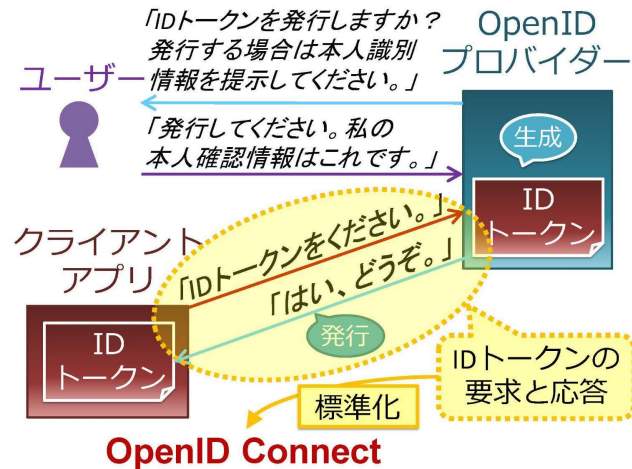 「IDトークンを発行しますか？
発行する場合は本人識別
情報を提示してください。」
OpenID
プロバイダー
ユーザー
「発行してください。私の
本人確認情報はこれです。」
生成
ID
トークン
クライアント
アプリ
「IDトークンをください。」
「はい、どうぞ。」
発行
ID
トークン
IDトークンの
要求と応答
標準化
OpenID Connect